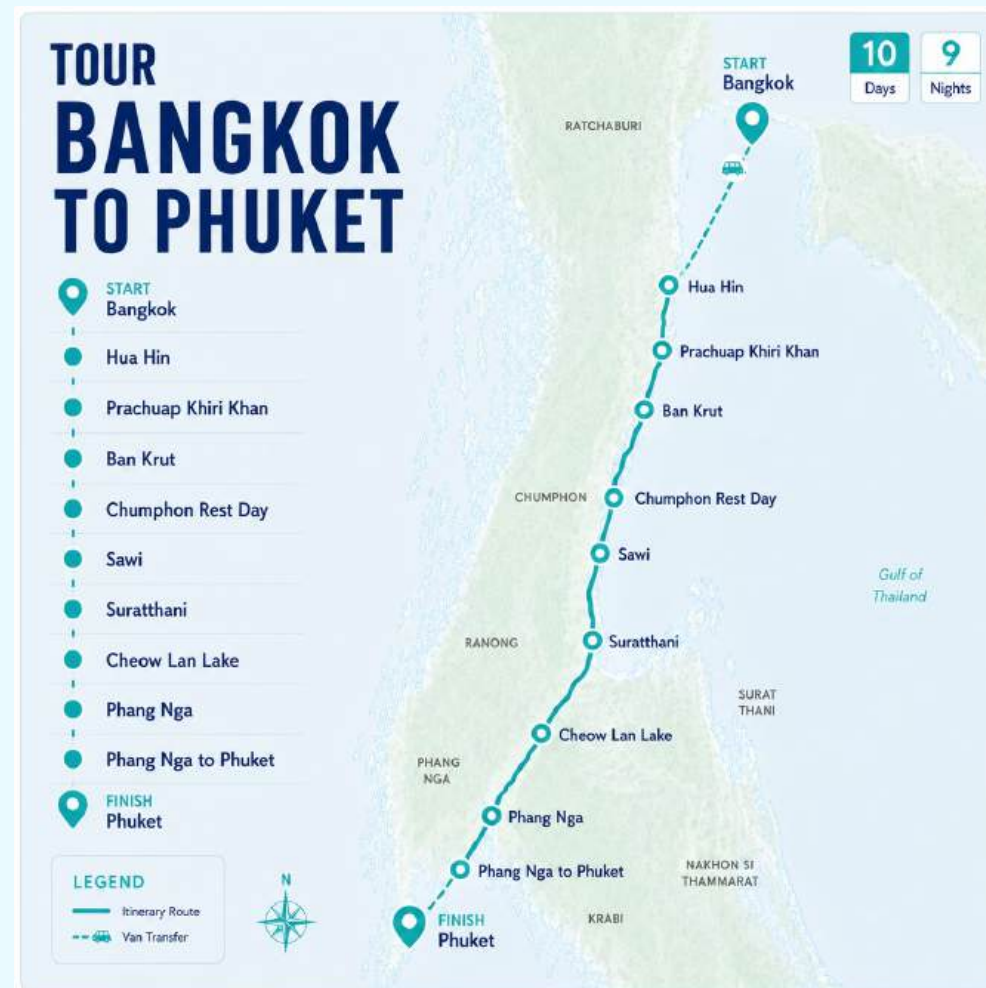 TOUR
BANGKOK
TO PHUKET
START
Bangkok
Hua Hin
Prachuap Khiri Khan
Ban Krut
Chumphon Rest Day
Sawi
Suratthani
Cheow Lan Lake
Phang Nga
Phang Nga to Phuket
FINISH
Phuket
LEGEND
Itinerary Route
Van Transfer
N
10
Days
9
Nights
START
Bangkok
RATCHABURI
Hua Hin
Prachuap Khiri Khan
Ban Krut
CHUMPHON
Chumphon Rest Day
Sawi
Gulf of
Thailand
RANONG
Suratthani
SURAT
THANI
Cheow Lan Lake
PHANG
NGA
Phang Nga
Phang Nga to Phuket
NAKHON SI
THAMMARAT
KRABI
FINISH
Phuket